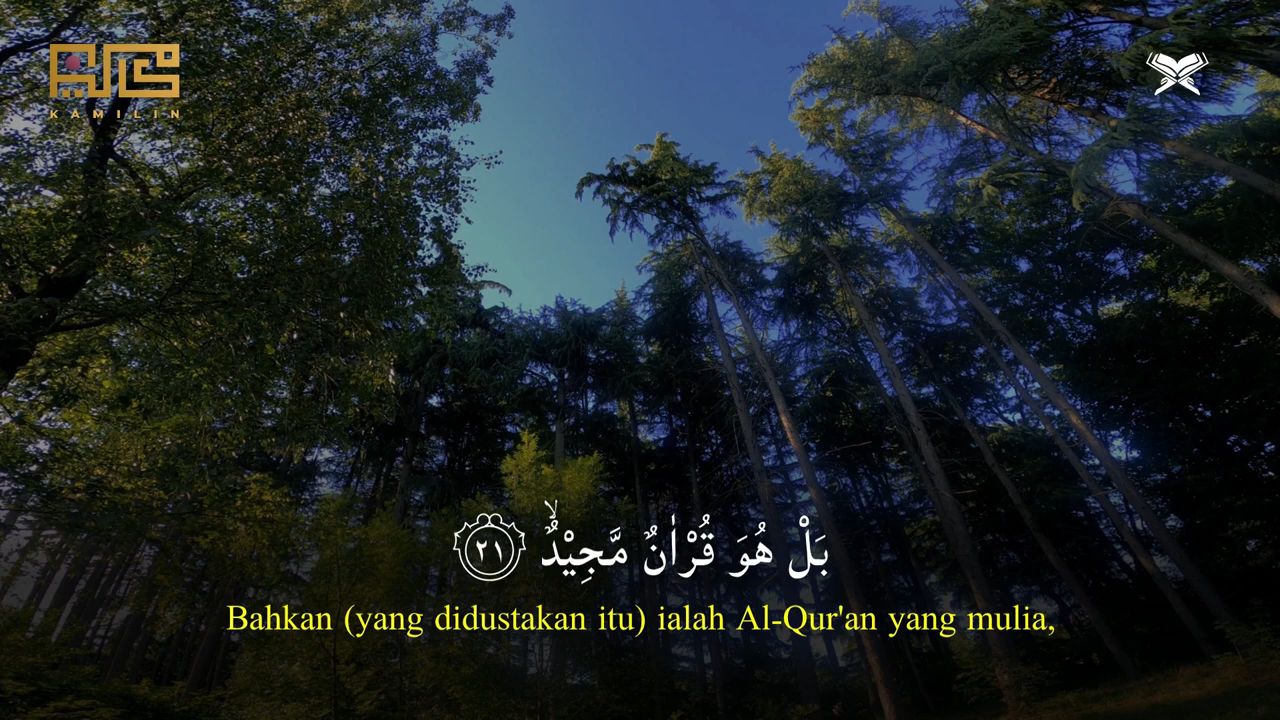 KAMILIN
بَلْ هُوَ قُرْاٰنٌ مَّجِيْدٌۙ ٢١
Bahkan (yang didustakan itu) ialah Al-Qur'an yang mulia,